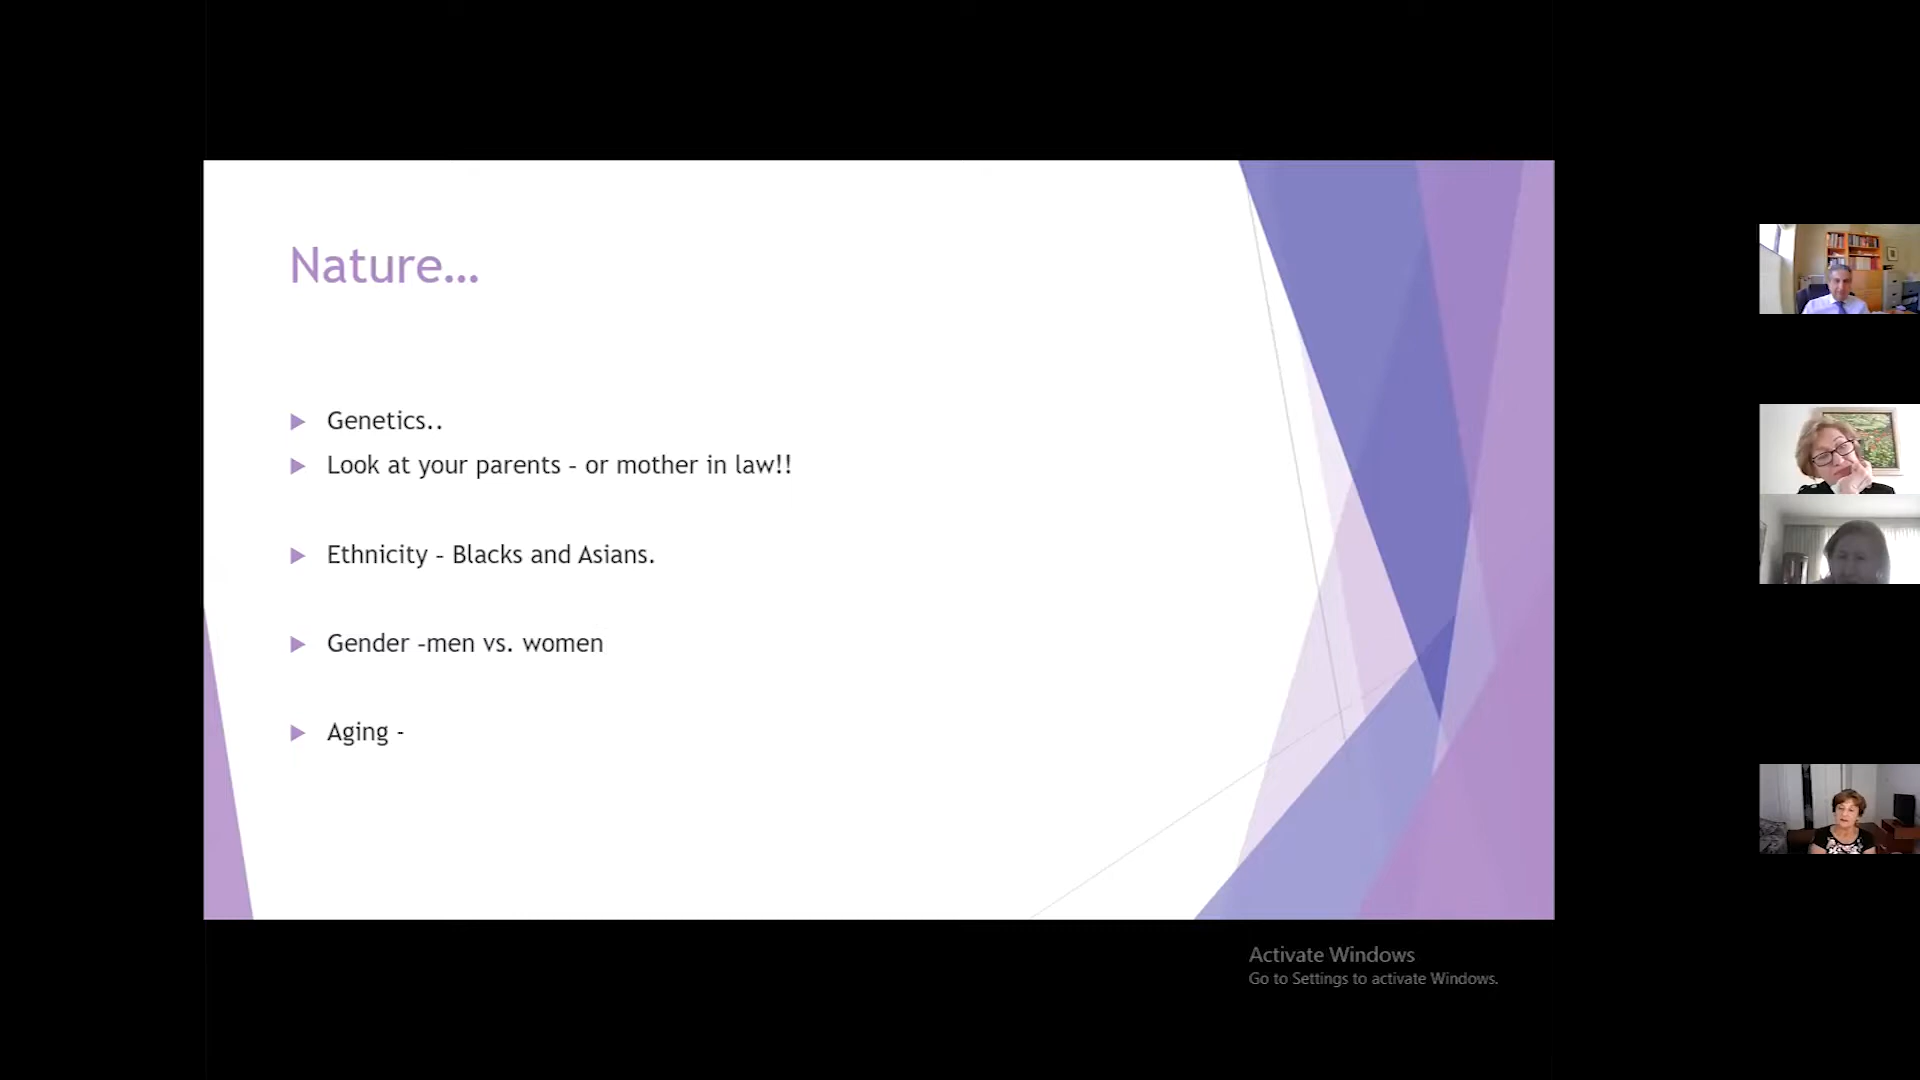 Nature...
Genetics..
Look at your parents – or mother in law!!
Ethnicity – Blacks and Asians.
Gender –men vs. women
Aging -
Activate Windows
Go to Settings to activate Windows.